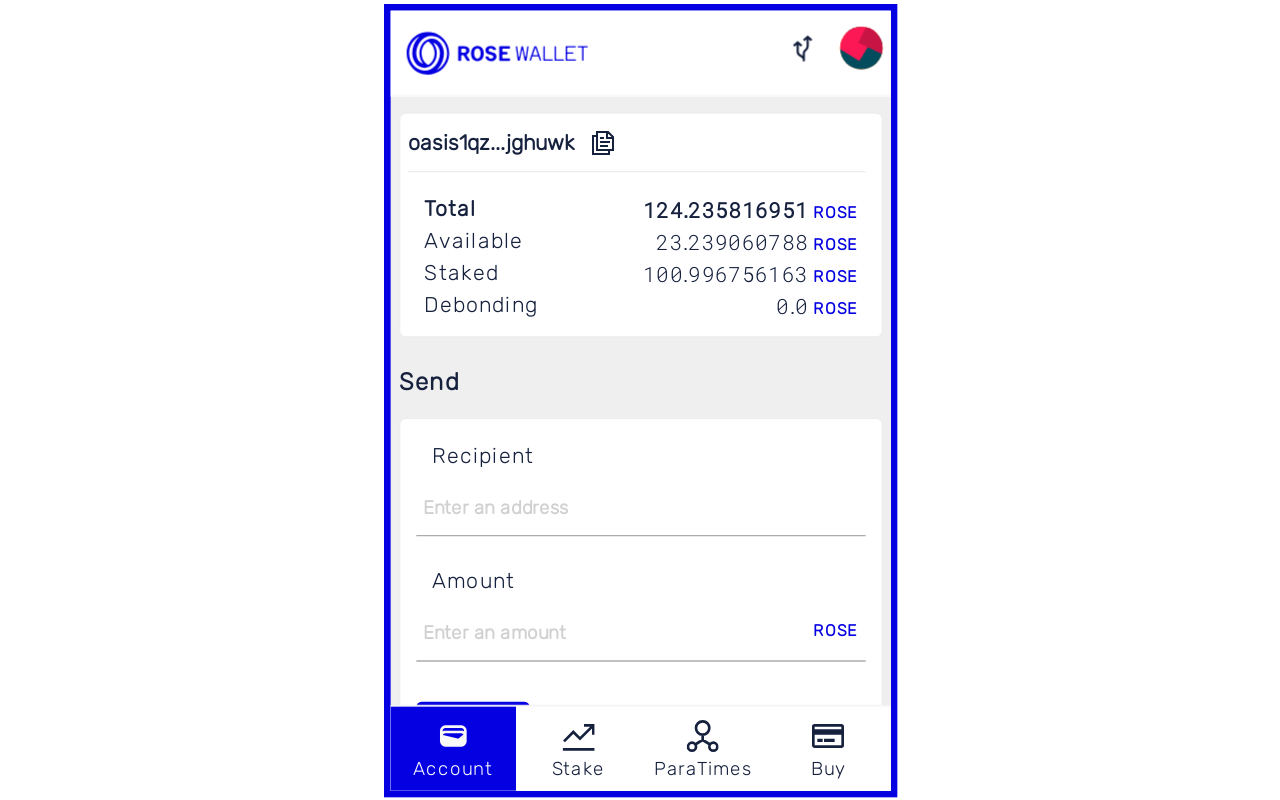 ROSE WALLET
oasis1qz...jghuwk
Total 124.235816951 ROSE
Available 23.239060788 ROSE
Staked 100.996756163 ROSE
Debonding 0.0 ROSE
Send
Recipient
Enter an address
Amount
Enter an amount ROSE
Account Stake ParaTimes Buy